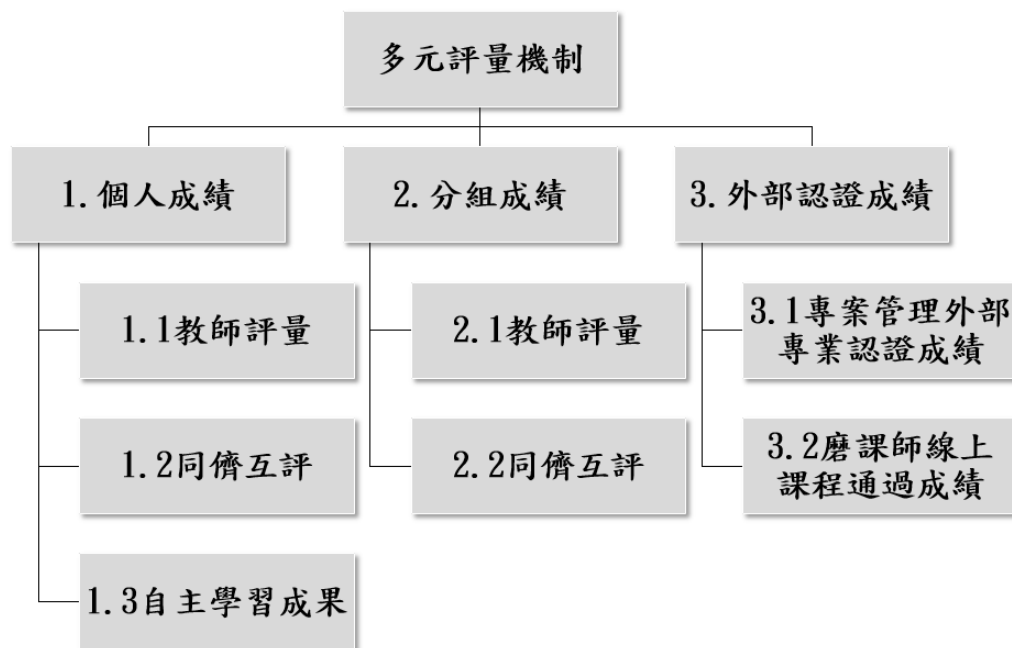 多元評量機制
1.個人成績
2.分組成績
3.外部認證成績
1.1教師評量
2.1教師評量
3.1專案管理外部
專業認證成績
1.2同儕互評
2.2同儕互評
3.2磨課師線上
課程通過成績
1.3自主學習成果